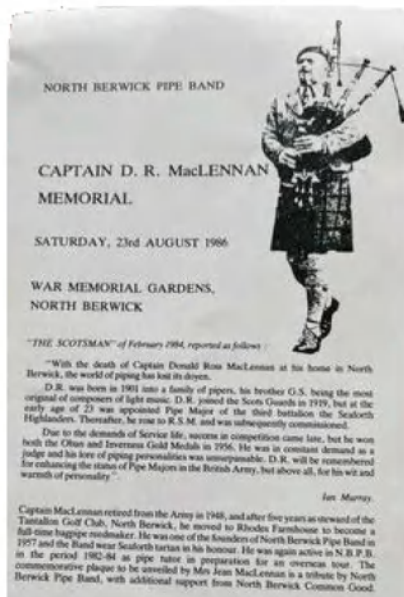 NORTH BERWICK PIPE BAND
CAPTAIN D. R. MacLENNAN
MEMORIAL
SATURDAY, 23rd AUGUST 1986
WAR MEMORIAL GARDENS,
NORTH BERWICK
"THE SCOTSMAN" of February 1984, reported as follows :
"With the death of Captain Donald Ross MacLennan at his home in North
Berwick, the world of piping has lost its doyen.
D.R. was born in 1901 into a family of pipers, his brother G.S. being the most
original of composers of light music. D.R. joined the Scots Guards in 1919, but at the
early age of 23 was appointed Pipe Major of the third battalion the Seaforth
Highlanders. Thereafter, he rose to R.S.M. and was subsequently commissioned.
Due to the demands of Service life, success in competition came late, but he won
both the Oban and Inverness Gold Medals in 1956. He was in constant demand as a
judge and his lore of piping personalities was unsurpassable. D.R. will be remembered
for enhancing the status of Pipe Majors in the British Army, but above all, for his wit and
warmth of personality"
Ian Murray.
Captain MacLennan retired from the Army in 1948, and after five years as steward of the
Tantallon Golf Club, North Berwick, he moved to Rhodes Farmhouse to become a
full-time bagpipe reedmaker. He was one of the founders of North Berwick Pipe Band in
1957 and the Band wear Seaforth tartan in his honour. He was again active in N.B.P.B.
in the period 1982-84 as pipe tutor in preparation for an overseas tour. The
commemorative plaque to be unveiled by Mrs Jean MacLennan is a tribute by North
Berwick Pipe Band, with additional support from North Berwick Common Good.